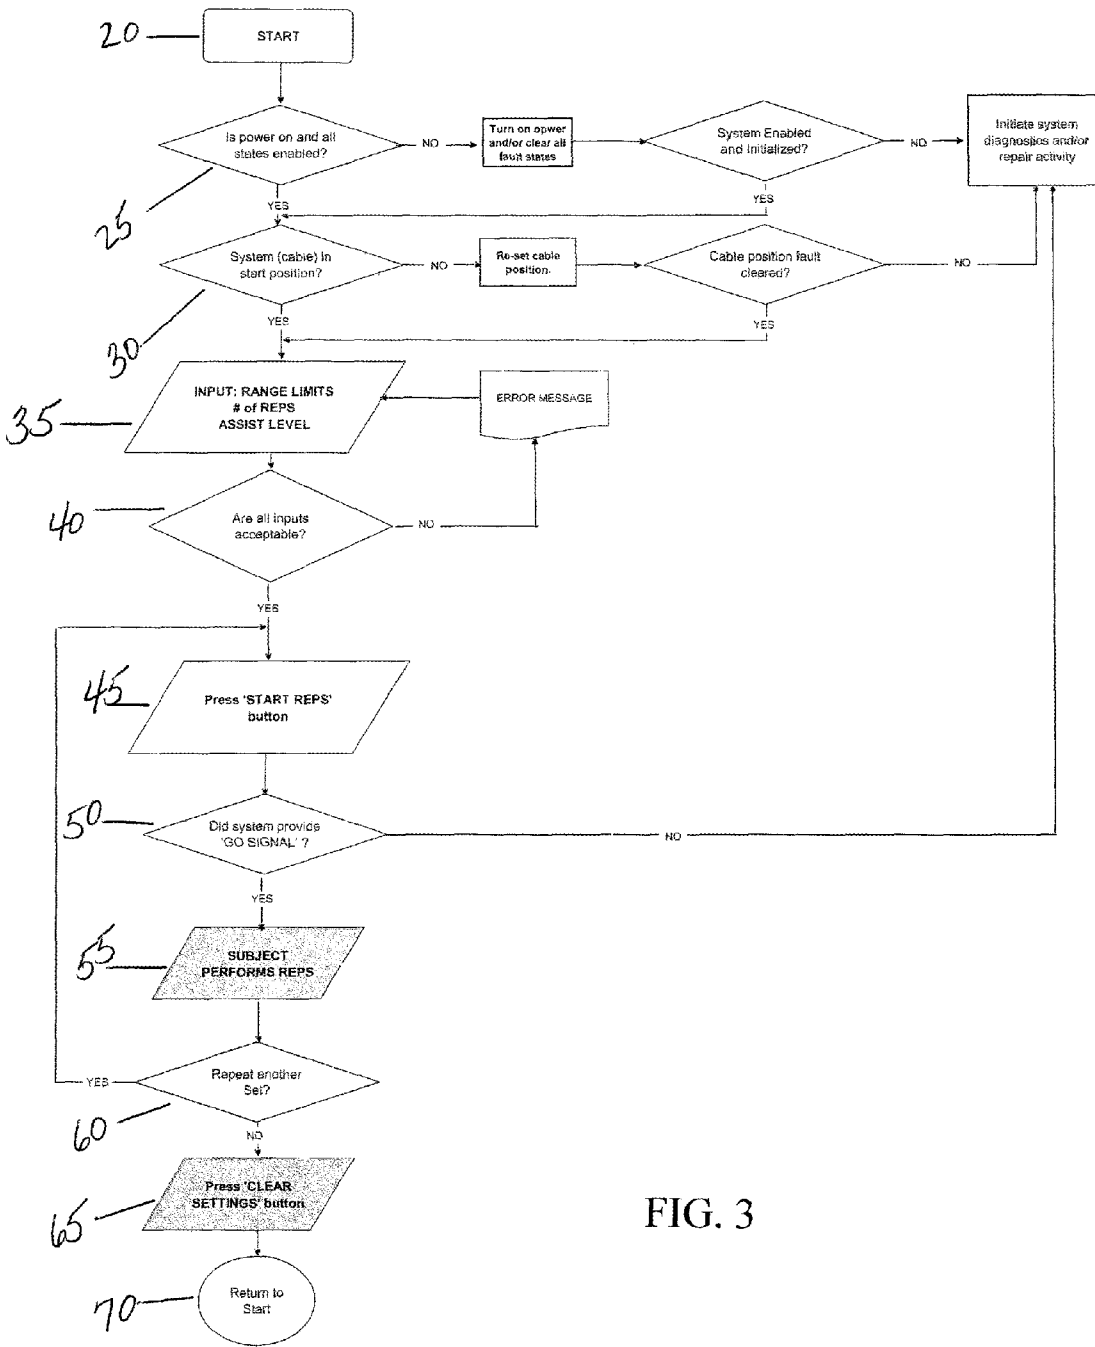 20
START
Is power on and all
states enabled?
NO
Turn on opwer
and/or clear all
fault states
System Enabled
and Initialized?
NO
Initiate system
diagnostics and/or
repair activity
25
YES
YES
System (cable) in
start position?
NO
Re-set cable
position.
Cable position fault
cleared?
NO
30
YES
YES
35
INPUT: RANGE LIMITS
# of REPS
ASSIST LEVEL
ERROR MESSAGE
40
Are all inputs
acceptable?
NO
YES
45
Press 'START REPS'
button
50
Did system provide
'GO SIGNAL' ?
NO
YES
55
SUBJECT
PERFORMS REPS
Repeat another
Set?
YES
60
NO
65
Press 'CLEAR
SETTINGS' button
FIG. 3
70
Return to
Start